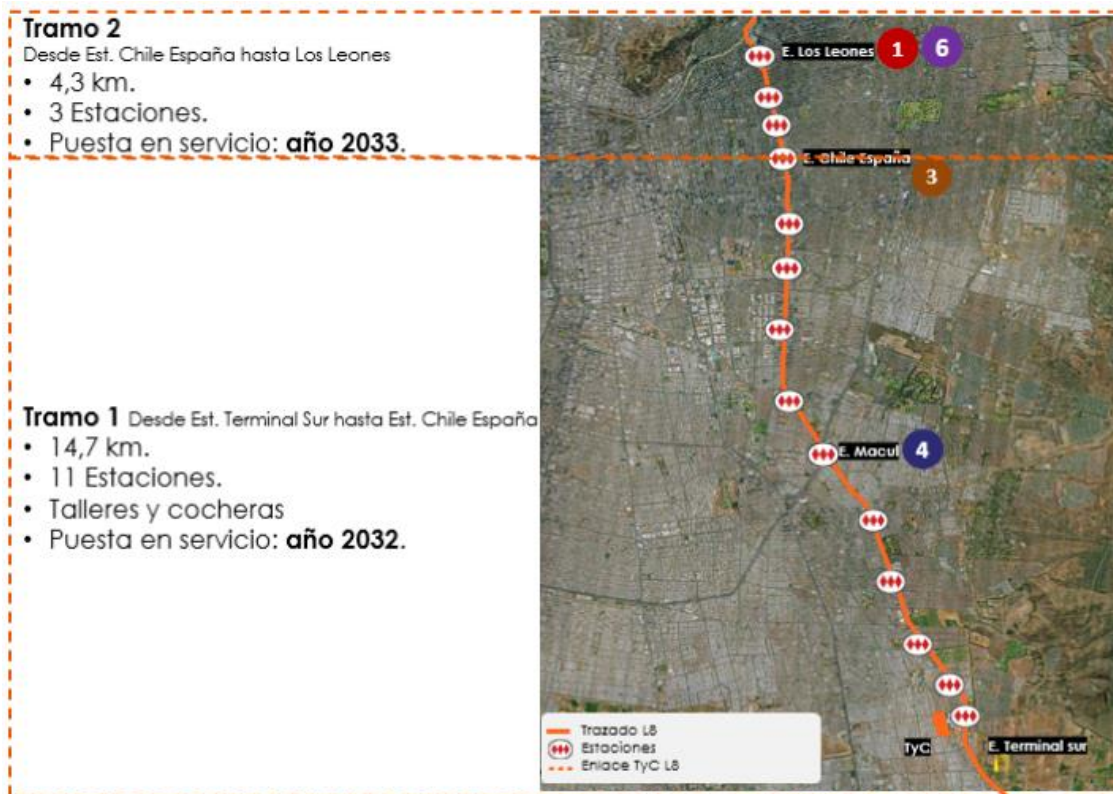 Tramo 2
Desde Est. Chile España hasta Los Leones
• 4,3 km.
• 3 Estaciones.
• Puesta en servicio: año 2033.
Tramo 1 Desde Est. Terminal Sur hasta Est. Chile España
• 14,7 km.
• 11 Estaciones.
• Talleres y cocheras
• Puesta en servicio: año 2032.
E. Los Leones 1 6
E. Chile España
3
E. Macul 4
TyC
E. Terminal sur
Trazado L8
Estaciones
Enlace TyC L8